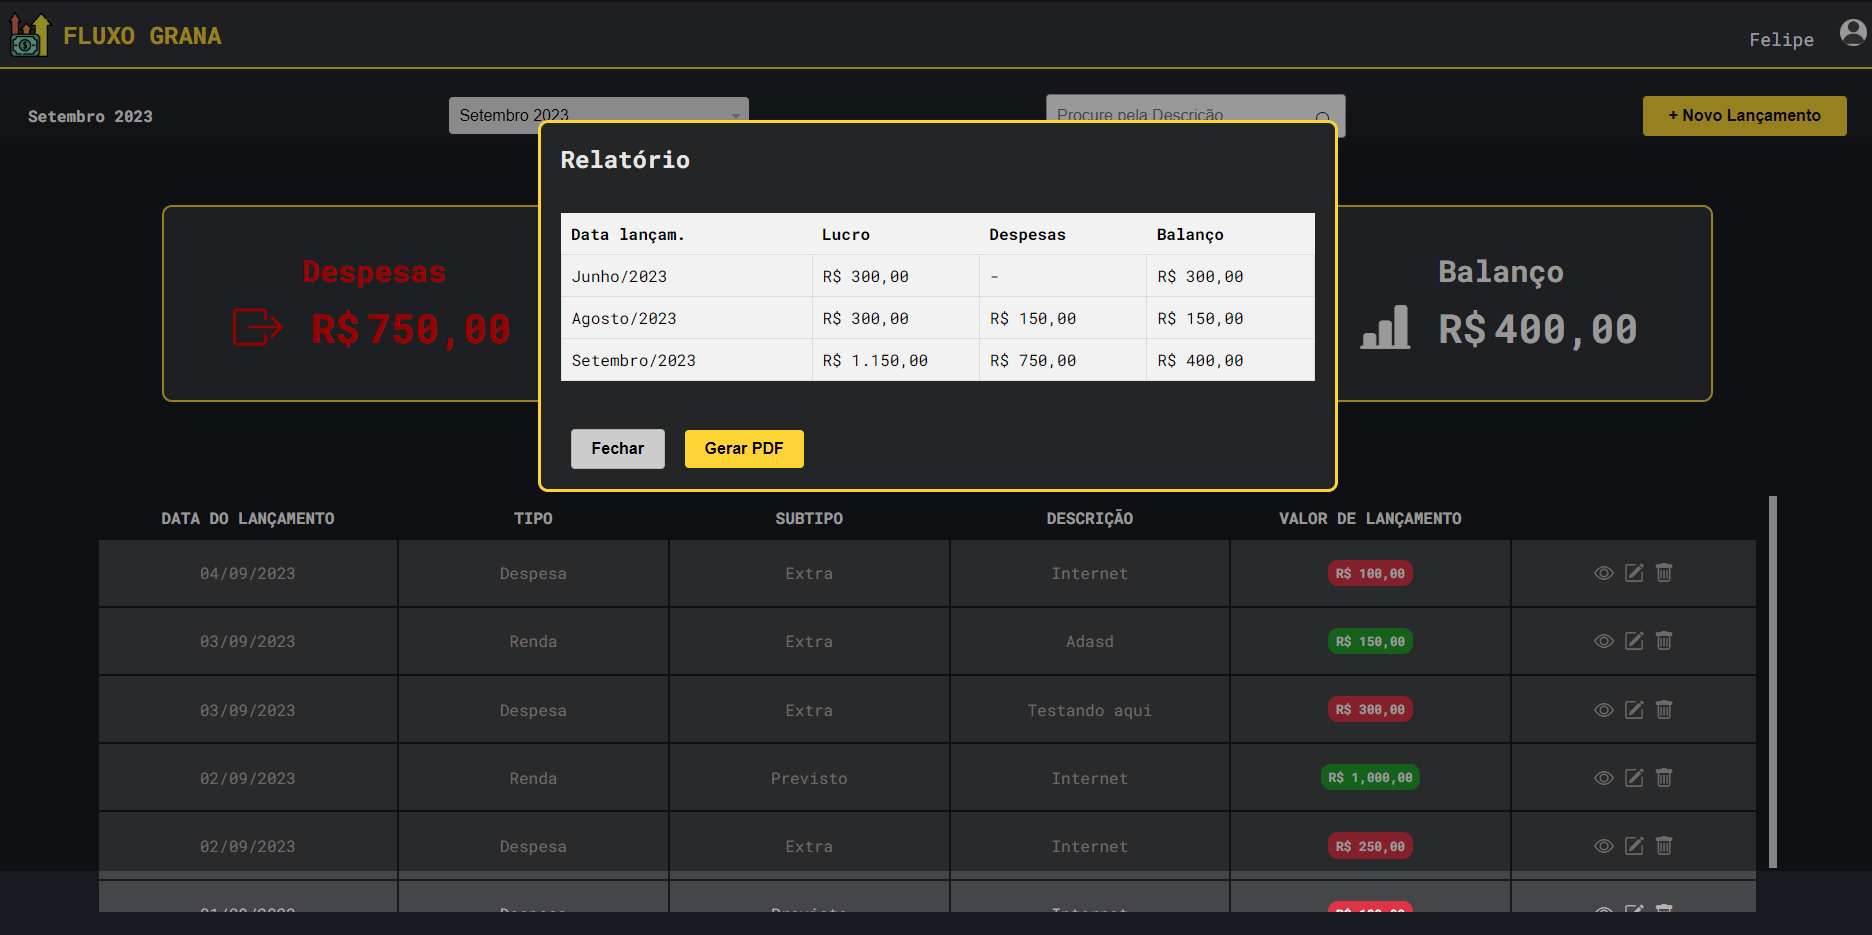 FLUXO GRANA
Felipe
Setembro 2023
Setembro 2023
Procure pela Descrição
+ Novo Lançamento
Relatório
Data lançam. Lucro Despesas Balanço
Junho/2023 R$ 300,00 - R$ 300,00
Agosto/2023 R$ 300,00 R$ 150,00 R$ 150,00
Setembro/2023 R$ 1.150,00 R$ 750,00 R$ 400,00
Fechar Gerar PDF
Despesas
R$ 750,00
Balanço
R$ 400,00
DATA DO LANÇAMENTO TIPO SUBTIPO DESCRIÇÃO VALOR DE LANÇAMENTO
04/09/2023 Despesa Extra Internet R$ 100,00
03/09/2023 Renda Extra Adasd R$ 150,00
03/09/2023 Despesa Extra Testando aqui R$ 300,00
02/09/2023 Renda Previsto Internet R$ 1,000,00
02/09/2023 Despesa Extra Internet R$ 250,00